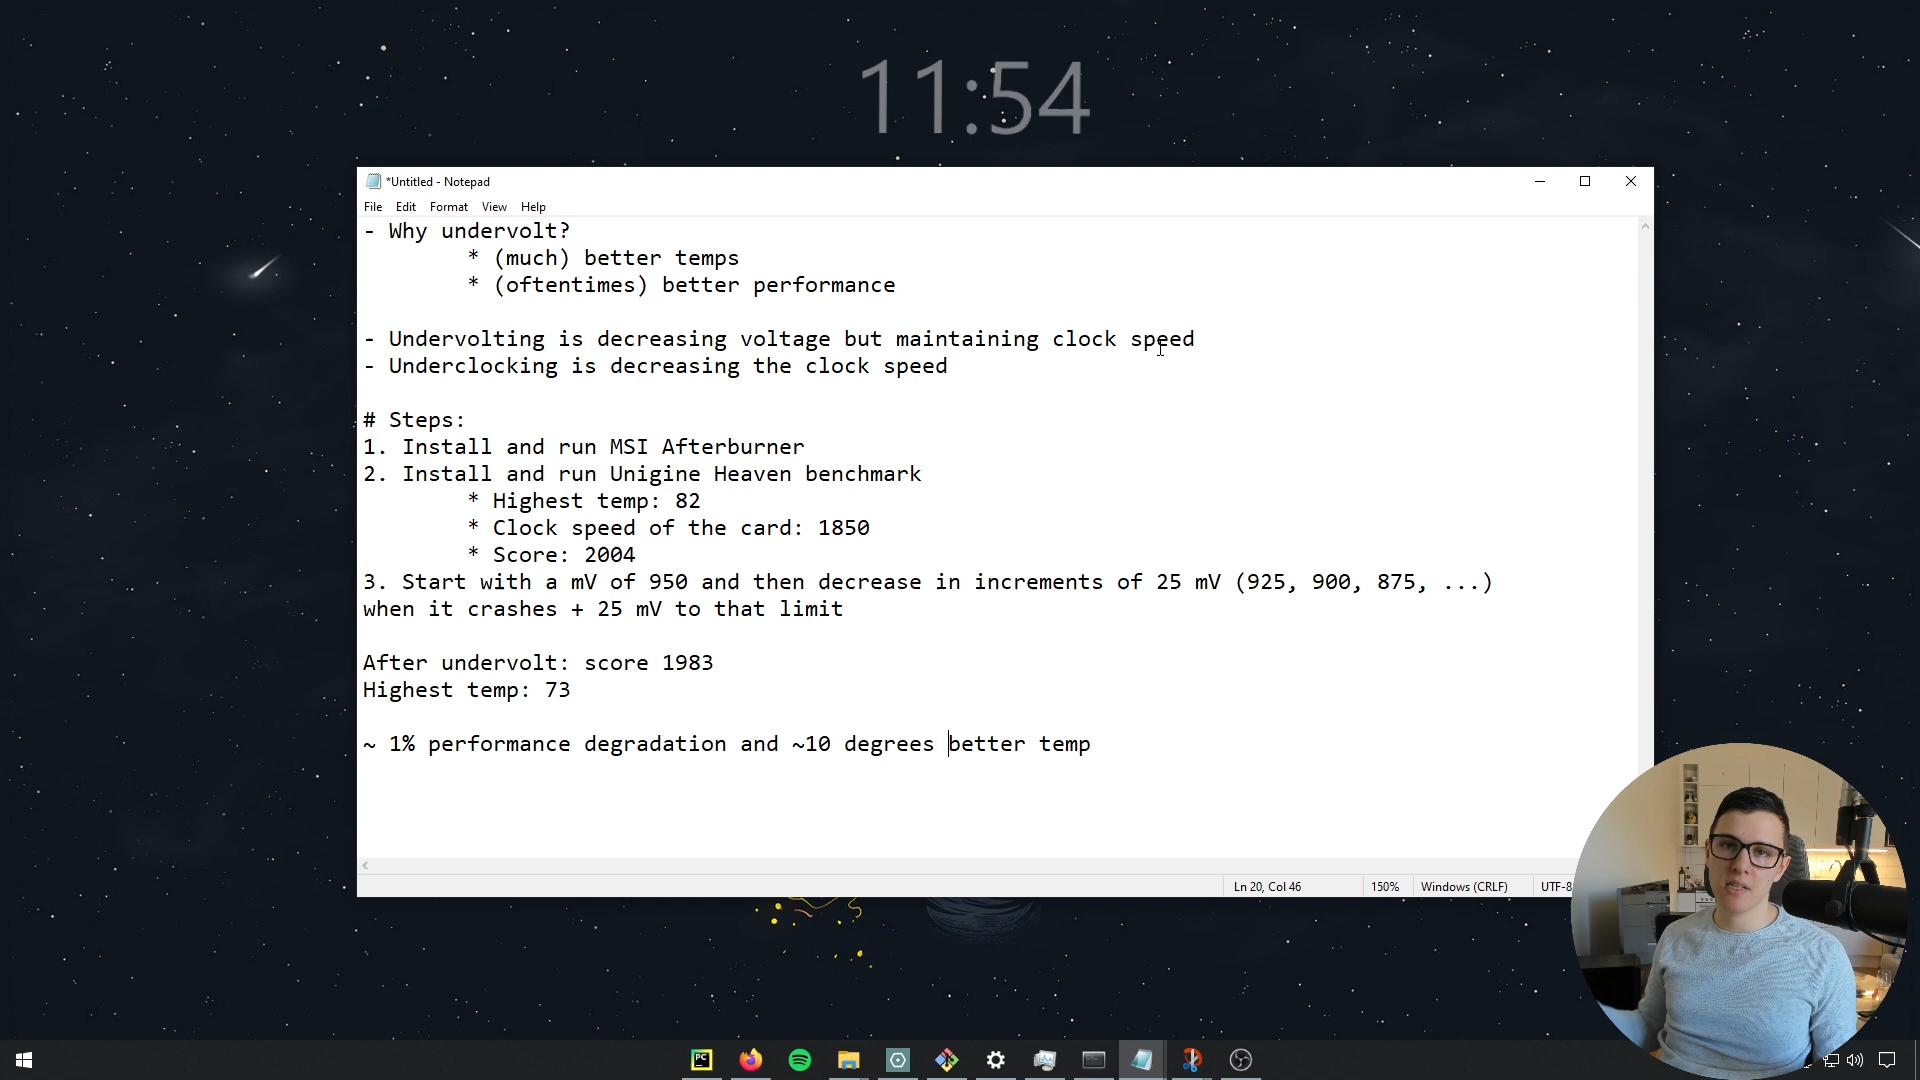 11:54
*Untitled - Notepad
File Edit Format View Help
- Why undervolt?
* (much) better temps
* (oftentimes) better performance
- Undervolting is decreasing voltage but maintaining clock speed
- Underclocking is decreasing the clock speed
# Steps:
1. Install and run MSI Afterburner
2. Install and run Unigine Heaven benchmark
* Highest temp: 82
* Clock speed of the card: 1850
* Score: 2004
3. Start with a mV of 950 and then decrease in increments of 25 mV (925, 900, 875, ...)
when it crashes + 25 mV to that limit
After undervolt: score 1983
Highest temp: 73
~ 1% performance degradation and ~10 degrees better temp
Ln 20, Col 46 150% Windows (CRLF) UTF-8
PC